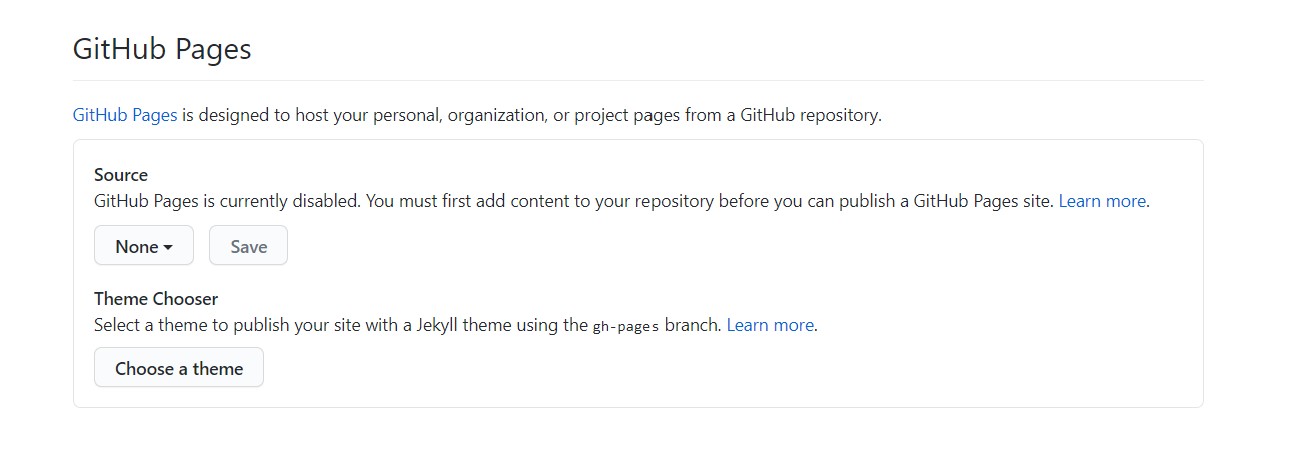 GitHub Pages
GitHub Pages is designed to host your personal, organization, or project pages from a GitHub repository.
Source
GitHub Pages is currently disabled. You must first add content to your repository before you can publish a GitHub Pages site. Learn more.
None Save
Theme Chooser
Select a theme to publish your site with a Jekyll theme using the gh-pages branch. Learn more.
Choose a theme